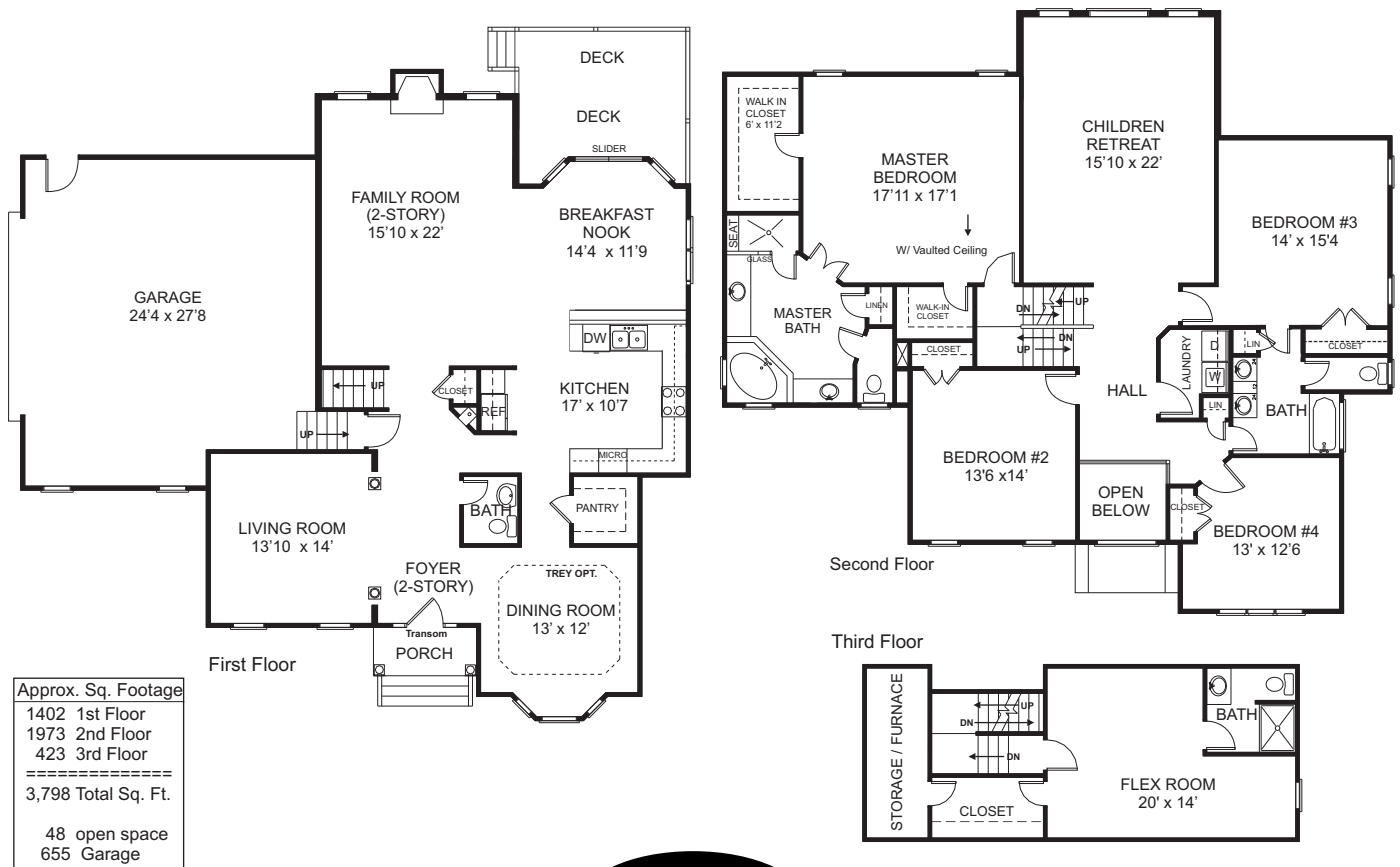 DECK
DECK
SLIDER
FAMILY ROOM
(2-STORY)
15'10 x 22'
BREAKFAST
NOOK
14'4 x 11'9
GARAGE
24'4 x 27'8
DW
KITCHEN
17' x 10'7
UP
CLOSET
REF.
UP
MICRO
LIVING ROOM
13'10 x 14'
BATH
PANTRY
FOYER
(2-STORY)
TREY OPT.
DINING ROOM
13' x 12'
Transom
PORCH
First Floor
WALK IN
CLOSET
6' x 11'2
MASTER
BEDROOM
17'11 x 17'1
W/ Vaulted Ceiling
CHILDREN
RETREAT
15'10 x 22'
BEDROOM #3
14' x 15'4
SEAT
GLASS
MASTER
BATH
LINEN
WALK-IN
CLOSET
DN
UP
UP
DN
CLOSET
HALL
LAUNDRY
D
W
LIN
LIN
CLOSET
BATH
BEDROOM #2
13'6 x14'
OPEN
BELOW
CLOSET
BEDROOM #4
13' x 12'6
Second Floor
Third Floor
STORAGE / FURNACE
UP
DN
DN
CLOSET
BATH
FLEX ROOM
20' x 14'
Approx. Sq. Footage
1402 1st Floor
1973 2nd Floor
423 3rd Floor
==============
3,798 Total Sq. Ft.
48 open space
655 Garage